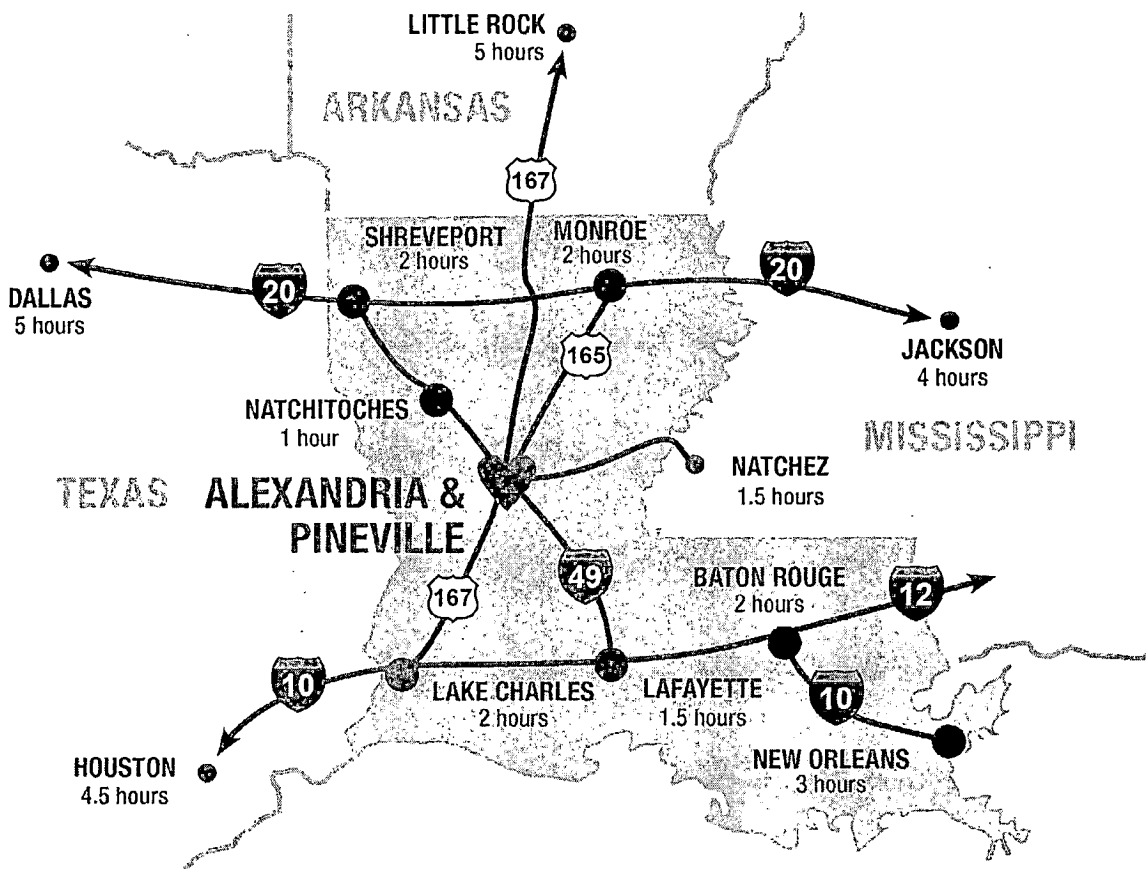 LITTLE ROCK
5 hours
ARKANSAS
167
SHREVEPORT
2 hours
MONROE
2 hours
20
20
DALLAS
5 hours
JACKSON
4 hours
165
NATCHITOCHES
1 hour
MISSISSIPPI
NATCHEZ
1.5 hours
TEXAS
ALEXANDRIA &
PINEVILLE
49
167
BATON ROUGE
2 hours
12
10
LAKE CHARLES
2 hours
LAFAYETTE
1.5 hours
10
NEW ORLEANS
3 hours
HOUSTON
4.5 hours